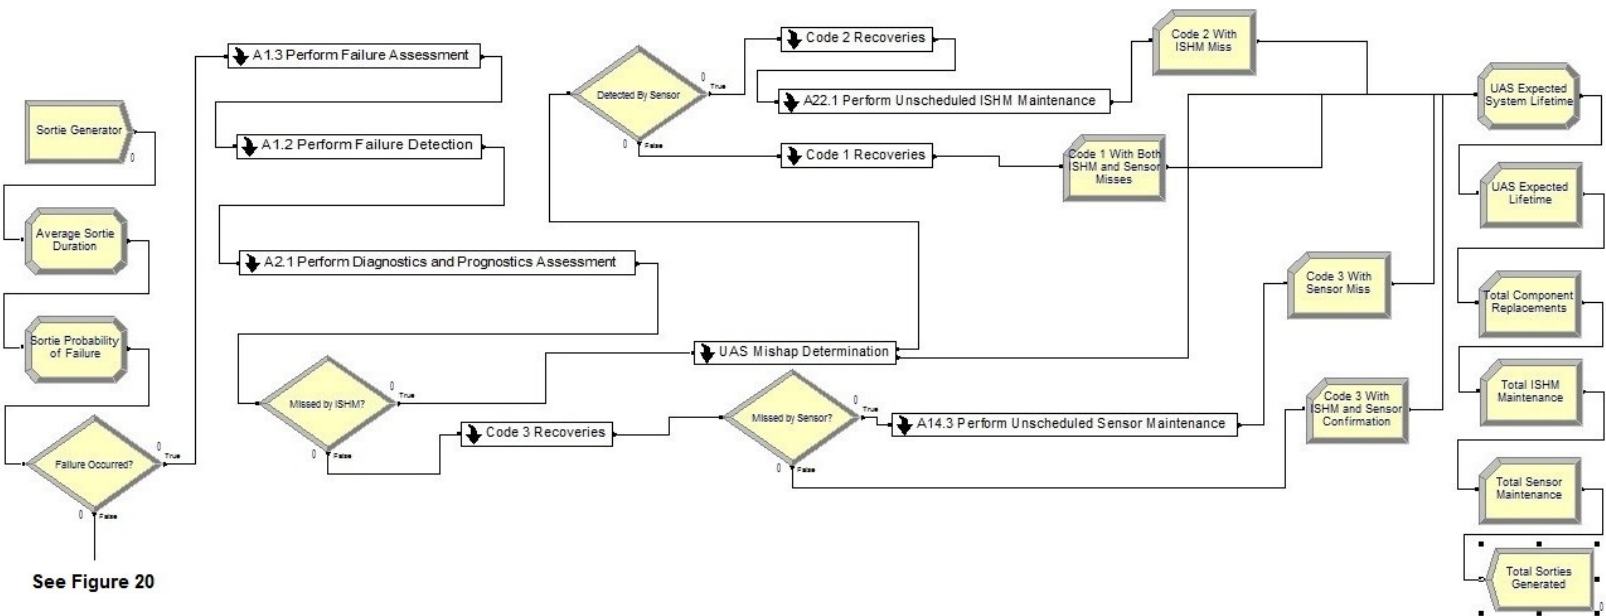 Sortie Generator
0
Average Sortie
Duration
Sortie Probability
of Failure
Failure Occurred?
0
True
0
False
See Figure 20
A1.3 Perform Failure Assessment
A1.2 Perform Failure Detection
A2.1 Perform Diagnostics and Prognostics Assessment
Missed by ISHM?
0
True
0
False
UAS Mishap Determination
Code 3 Recoveries
Detected By Sensor
0
True
0
False
Code 2 Recoveries
A22.1 Perform Unscheduled ISHM Maintenance
Code 2 With
ISHM Miss
Code 1 Recoveries
Code 1 With Both
ISHM and Sensor
Misses
Missed by Sensor?
0
True
0
False
A14.3 Perform Unscheduled Sensor Maintenance
Code 3 With
Sensor Miss
Code 3 With
ISHM and Sensor
Confirmation
UAS Expected
System Lifetime
UAS Expected
Lifetime
Total Component
Replacements
Total ISHM
Maintenance
Total Sensor
Maintenance
Total Sorties
Generated
0